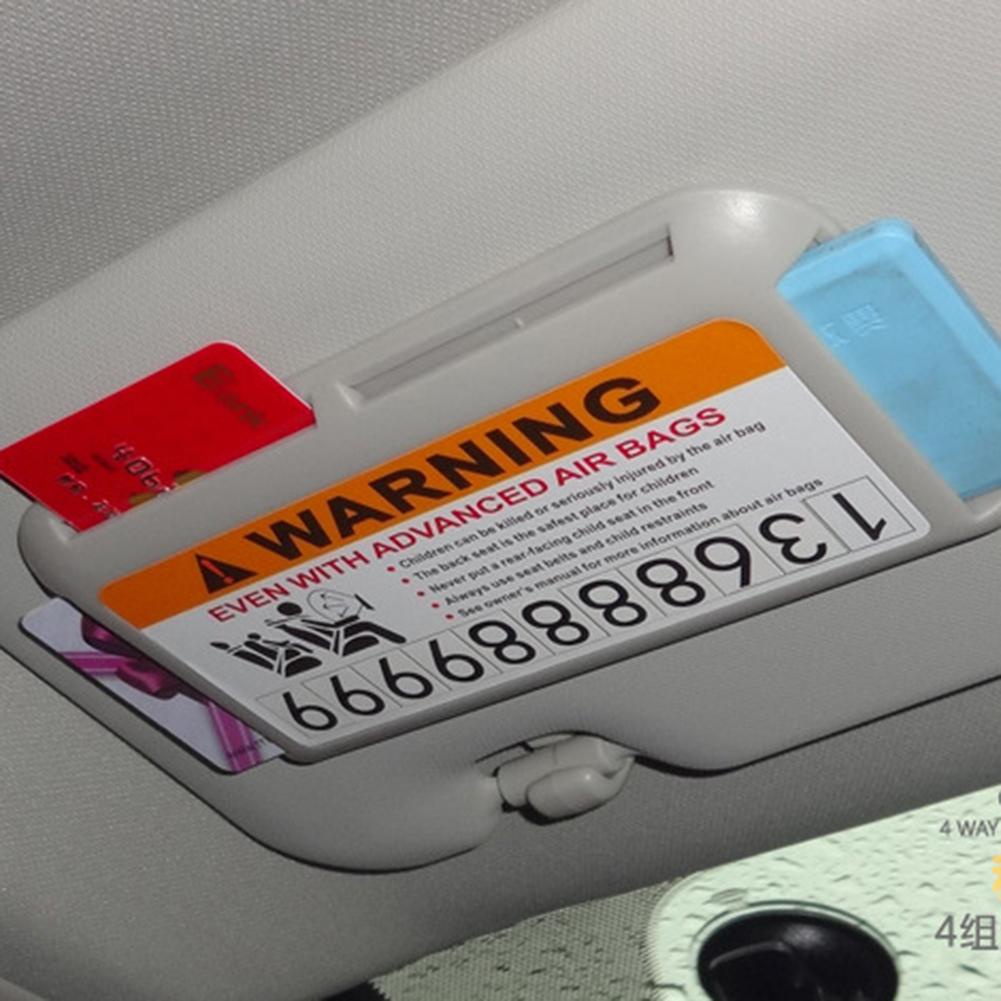 WARNING
EVEN WITH ADVANCED AIR BAGS
• Children can be killed or seriously injured by the air bag
• The back seat is the safest place for children
• Never put a rear-facing child seat in the front
• Always use seat belts and child restraints
• See owner's manual for more information about air bags
13688889999
4 WAY
4组